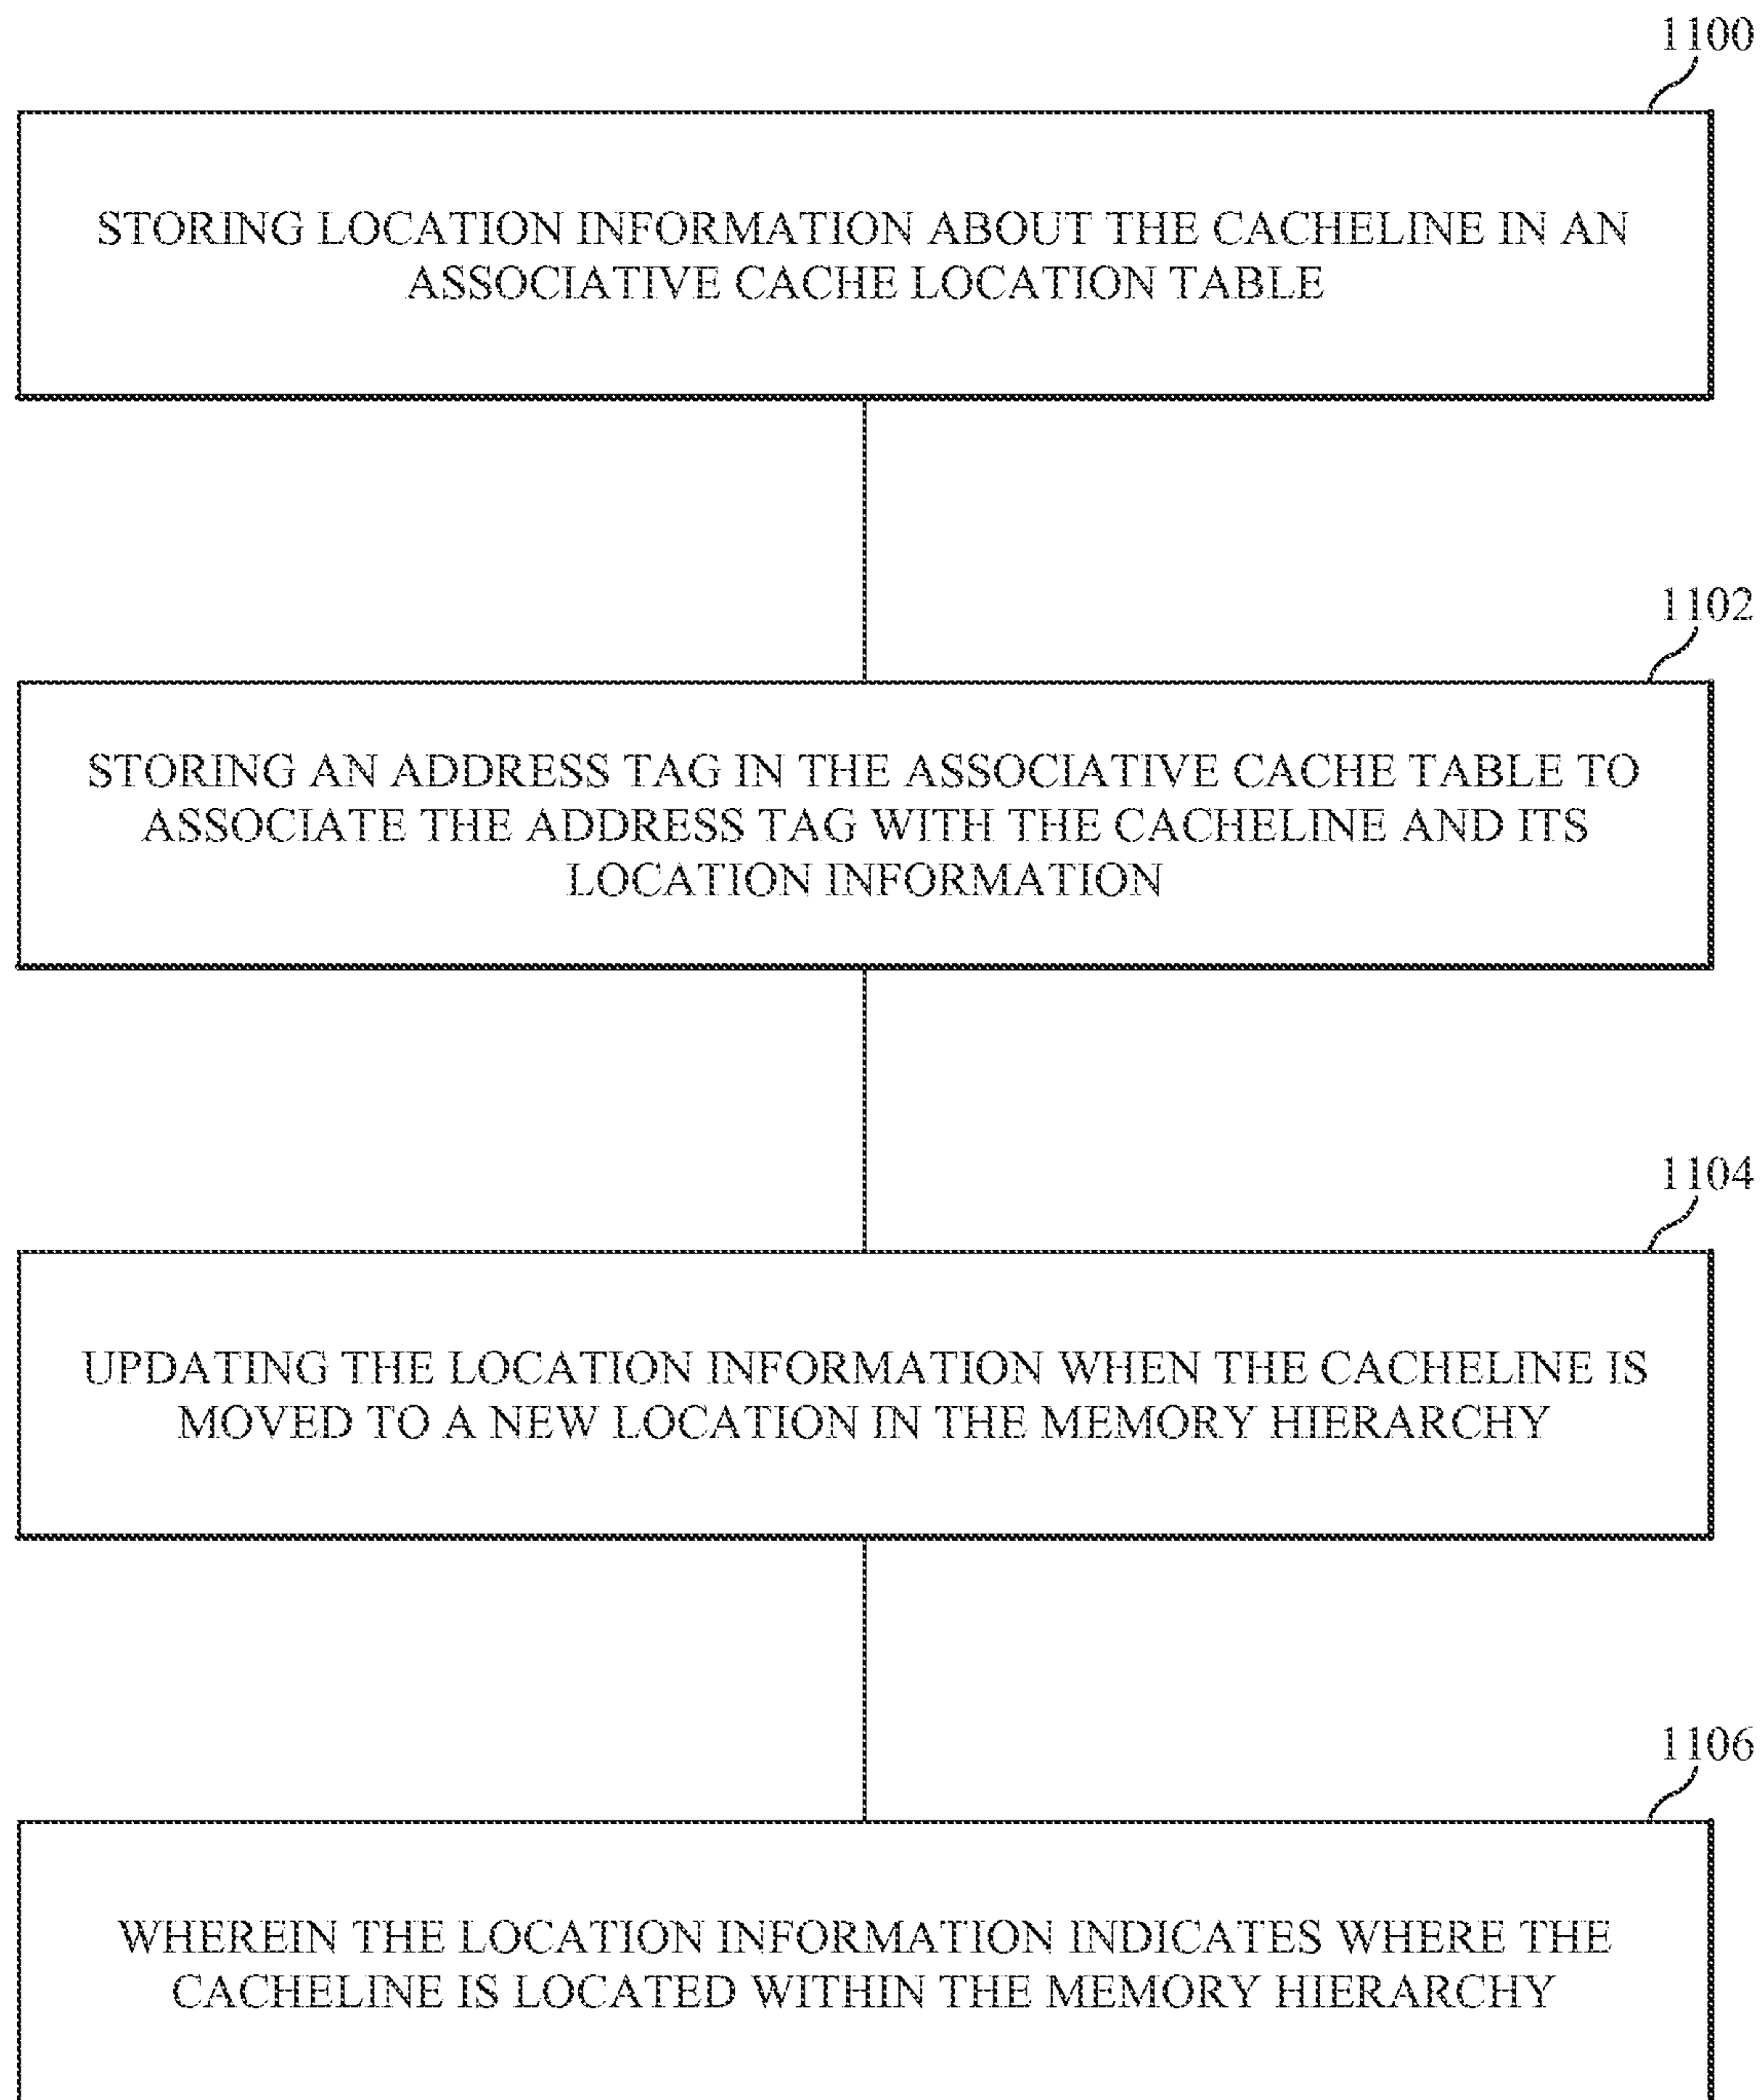 1100
STORING LOCATION INFORMATION ABOUT THE CACHELINE IN AN
ASSOCIATIVE CACHE LOCATION TABLE
1102
STORING AN ADDRESS TAG IN THE ASSOCIATIVE CACHE TABLE TO
ASSOCIATE THE ADDRESS TAG WITH THE CACHELINE AND ITS
LOCATION INFORMATION
1104
UPDATING THE LOCATION INFORMATION WHEN THE CACHELINE IS
MOVED TO A NEW LOCATION IN THE MEMORY HIERARCHY
1106
WHEREIN THE LOCATION INFORMATION INDICATES WHERE THE
CACHELINE IS LOCATED WITHIN THE MEMORY HIERARCHY